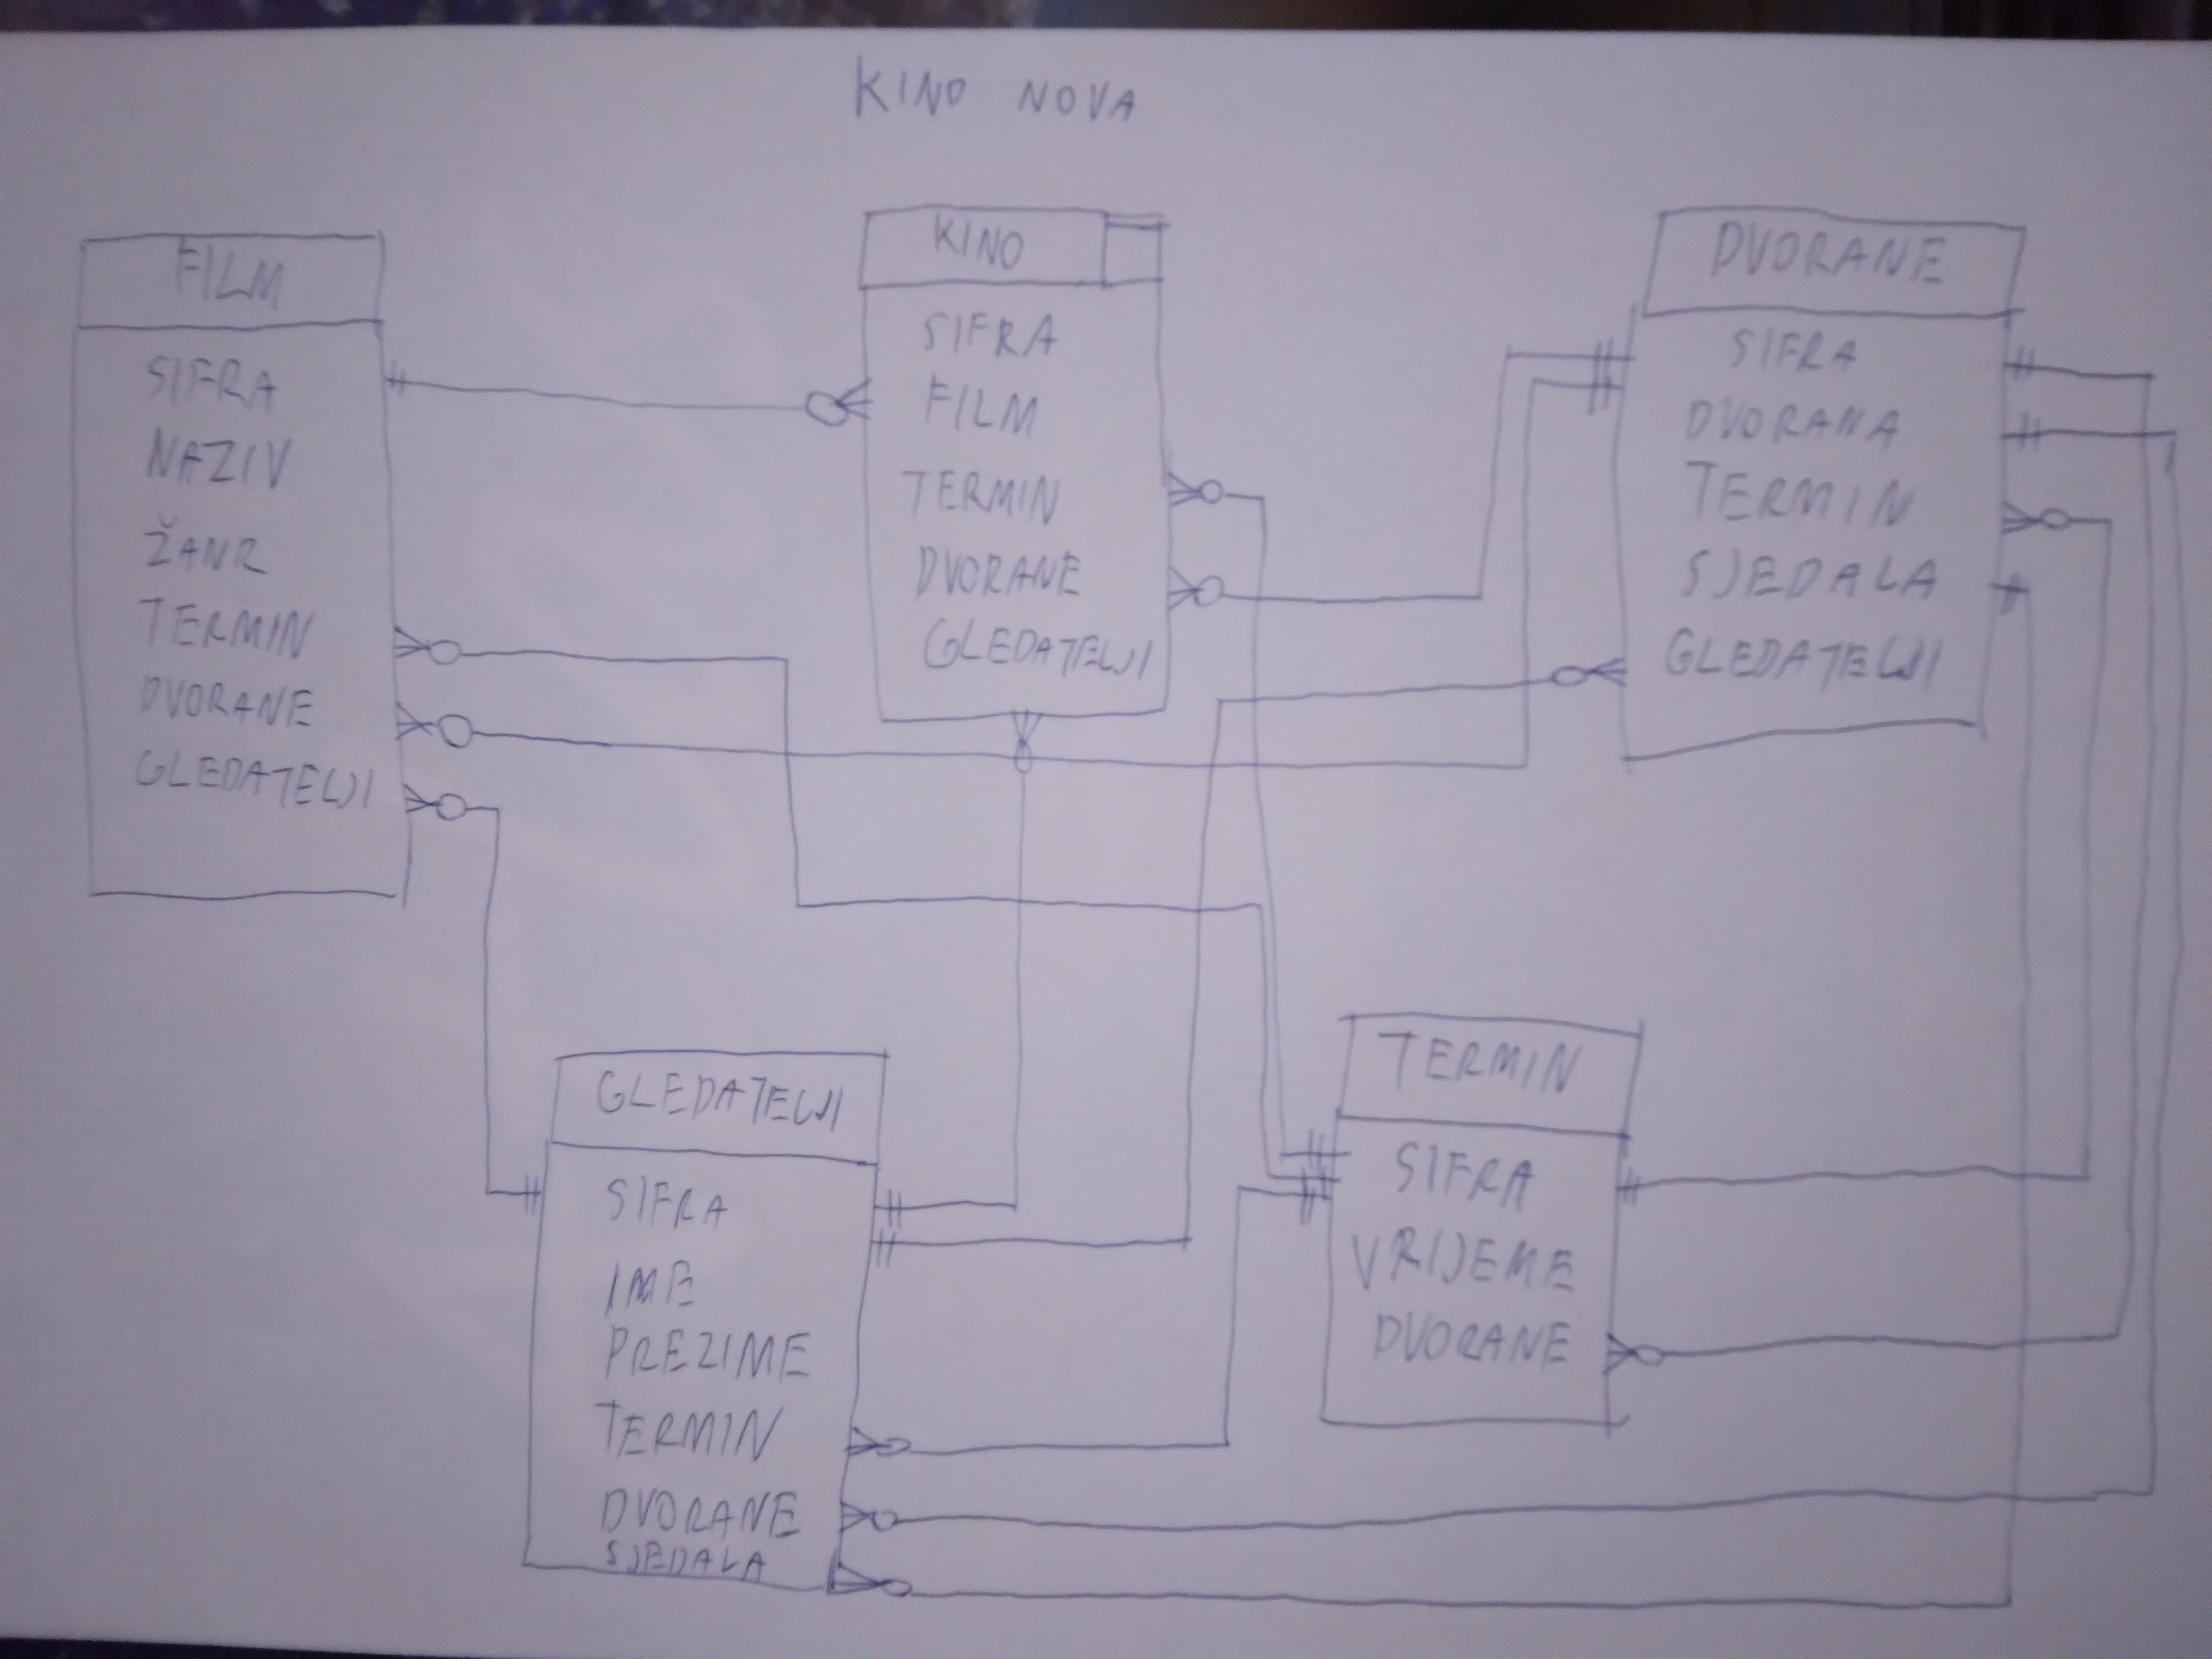 KINO NOVA
FILM
SIFRA
NAZIV
ŽANR
TERMIN
DVORANE
GLEDATELJI
KINO
SIFRA
FILM
TERMIN
DVORANE
GLEDATELJI
DVORANE
SIFRA
DVORANA
TERMIN
SJEDALA
GLEDATELJI
GLEDATELJI
SIFRA
IME
PREZIME
TERMIN
DVORANE
SJEDALA
TERMIN
SIFRA
VRIJEME
DVORANE